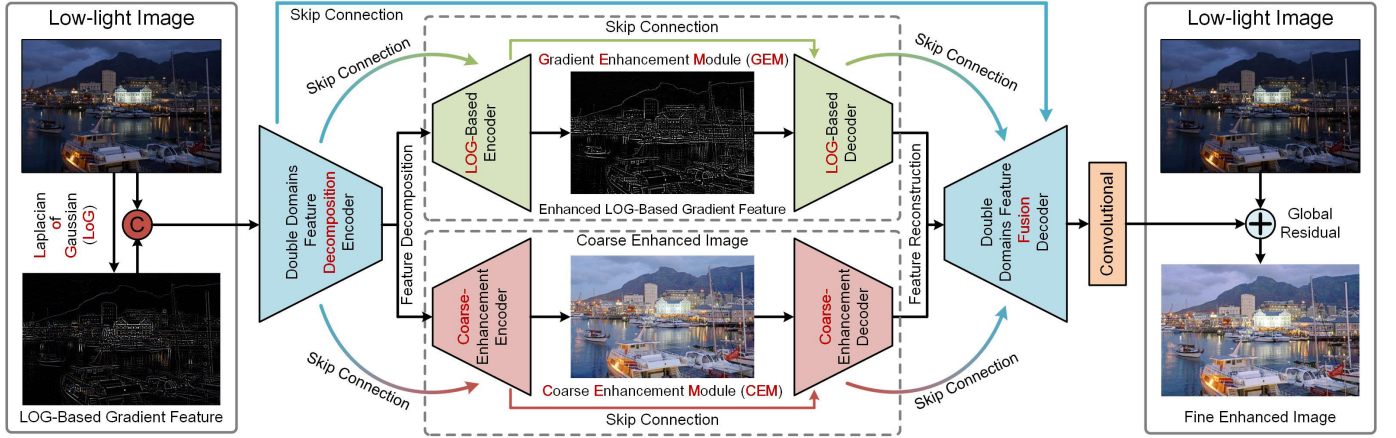 Low-light Image
Laplacian
of
Gaussian
(LoG)
C
LOG-Based Gradient Feature
Skip Connection
Double Domains
Feature
Decomposition
Encoder
Skip Connection
Skip Connection
Feature Decomposition
Skip Connection
Gradient Enhancement Module (GEM)
LOG-Based
Encoder
LOG-Based
Decoder
Enhanced LOG-Based Gradient Feature
Coarse Enhanced Image
Coarse-
Enhancement
Encoder
Coarse-
Enhancement
Decoder
Coarse Enhancement Module (CEM)
Skip Connection
Feature Reconstruction
Skip Connection
Skip Connection
Double
Domains Feature
Fusion
Decoder
Convolutional
Low-light Image
Global
Residual
Fine Enhanced Image